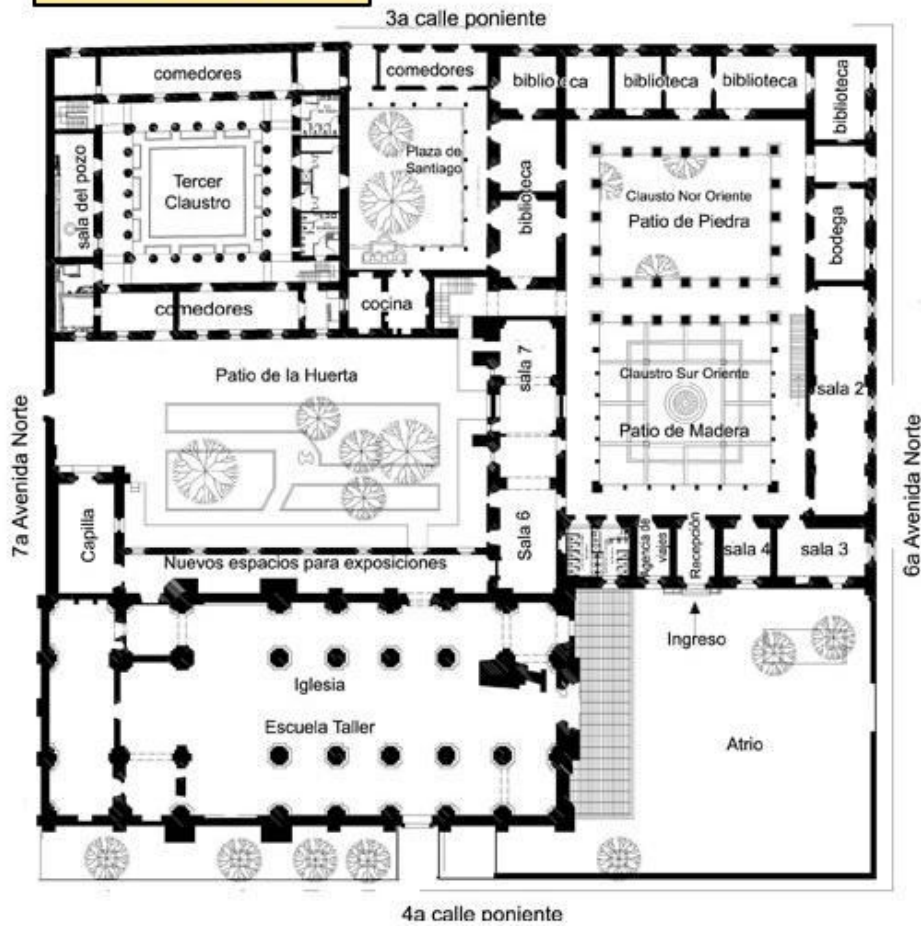 3a calle poniente
comedores
comedores
biblioteca
biblioteca
biblioteca
biblioteca
sala del pozo
Tercer
Claustro
Plaza de
Santiago
biblioteca
Clausto Nor Oriente
Patio de Piedra
bodega
comedores
cocina
Patio de la Huerta
sala 7
Claustro Sur Oriente
Patio de Madera
sala 2
7a Avenida Norte
6a Avenida Norte
Capilla
Sala 6
Agencia de
viajes
Recepción
sala 4
sala 3
Nuevos espacios para exposiciones
Ingreso
Iglesia
Escuela Taller
Atrio
4a calle poniente